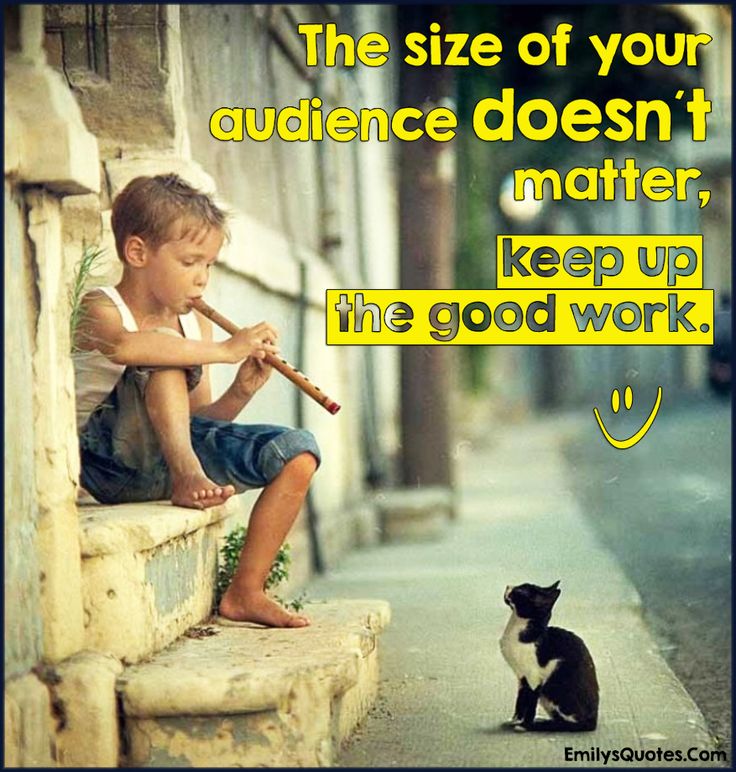 The size of your
audience doesn't
matter,
keep up
the good work.
EmilysQuotes.Com